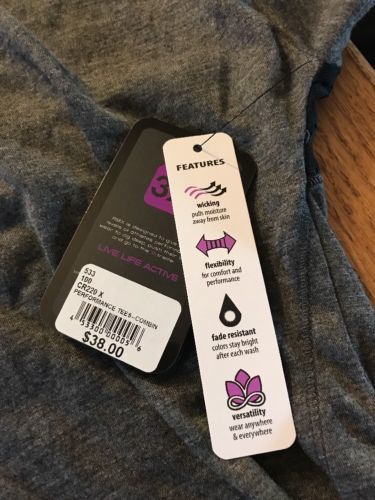 FEATURES
wicking
pulls moisture
away from skin
flexibility
for comfort and
performance
fade resistant
colors stay bright
after each wash
versatility
wear anywhere
& everywhere
LIVE LIFE ACTIVE
533
100
CR220 X
PERFORMANCE TEES-COMBIN
$38.00